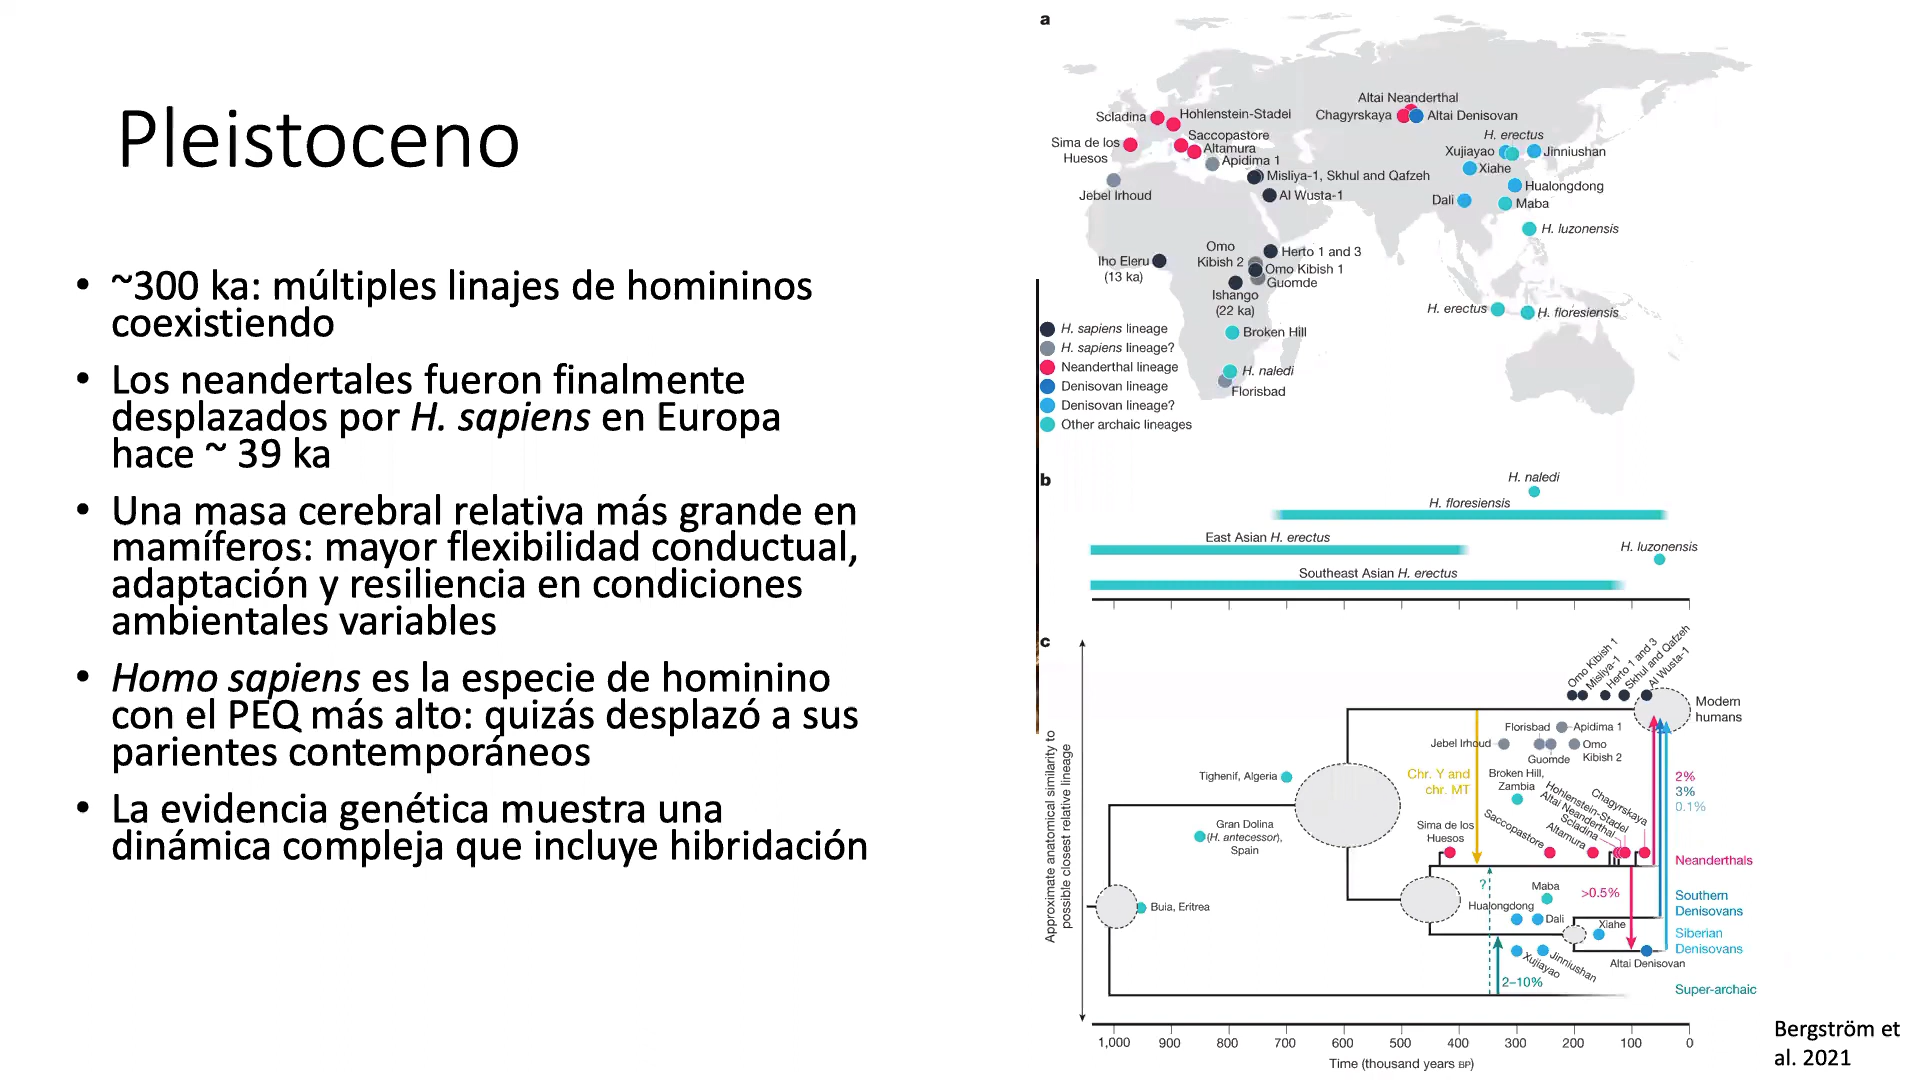 Pleistoceno
• ~300 ka: múltiples linajes de homininos
coexistiendo
• Los neandertales fueron finalmente
desplazados por H. sapiens en Europa
hace ~ 39 ka
• Una masa cerebral relativa más grande en
mamíferos: mayor flexibilidad conductual,
adaptación y resiliencia en condiciones
ambientales variables
• Homo sapiens es la especie de hominino
con el PEQ más alto: quizás desplazó a sus
parientes contemporáneos
• La evidencia genética muestra una
dinámica compleja que incluye hibridación
a
Altai Neanderthal
Scladina
Hohlenstein-Stadel
Chagyrskaya
Altai Denisovan
Sima de los
Huesos
Saccopastore
Altamura
Apidima 1
H. erectus
Xujiayao
Jinniushan
Xiahe
Jebel Irhoud
Misliya-1, Skhul and Qafzeh
Al Wusta-1
Hualongdong
Dali
Maba
H. luzonensis
Omo
Kibish 2
Herto 1 and 3
Iho Eleru
(13 ka)
Omo Kibish 1
Guomde
Ishango
(22 ka)
H. erectus
H. floresiensis
Broken Hill
H. naledi
Florisbad
H. sapiens lineage
H. sapiens lineage?
Neanderthal lineage
Denisovan lineage
Denisovan lineage?
Other archaic lineages
b
H. naledi
H. floresiensis
East Asian H. erectus
H. luzonensis
Southeast Asian H. erectus
c
Approximate anatomical similarity to
possible closest relative lineage
Omo Kibish 1
Misliya-1
Herto 1 and 3
Skhul and Qafzeh
Al Wusta-1
Modern
humans
Florisbad
Apidima 1
Jebel Irhoud
Guomde
Omo
Kibish 2
Tighenif, Algeria
Chr. Y and
chr. MT
Broken Hill,
Zambia
2%
3%
0.1%
Gran Dolina
(H. antecessor),
Spain
Sima de los
Huesos
Saccopastore
Altamura
Scladina
Altai Neanderthal
Hohlenstein-Stadel
Chagyrskaya
Neanderthals
?
Maba
>0.5%
Hualongdong
Dali
Southern
Denisovans
Buia, Eritrea
Xiahe
Siberian
Denisovans
Xujiayao
Jinniushan
Altai Denisovan
2–10%
Super-archaic
1,000 900 800 700 600 500 400 300 200 100 0
Time (thousand years BP)
Bergström et
al. 2021